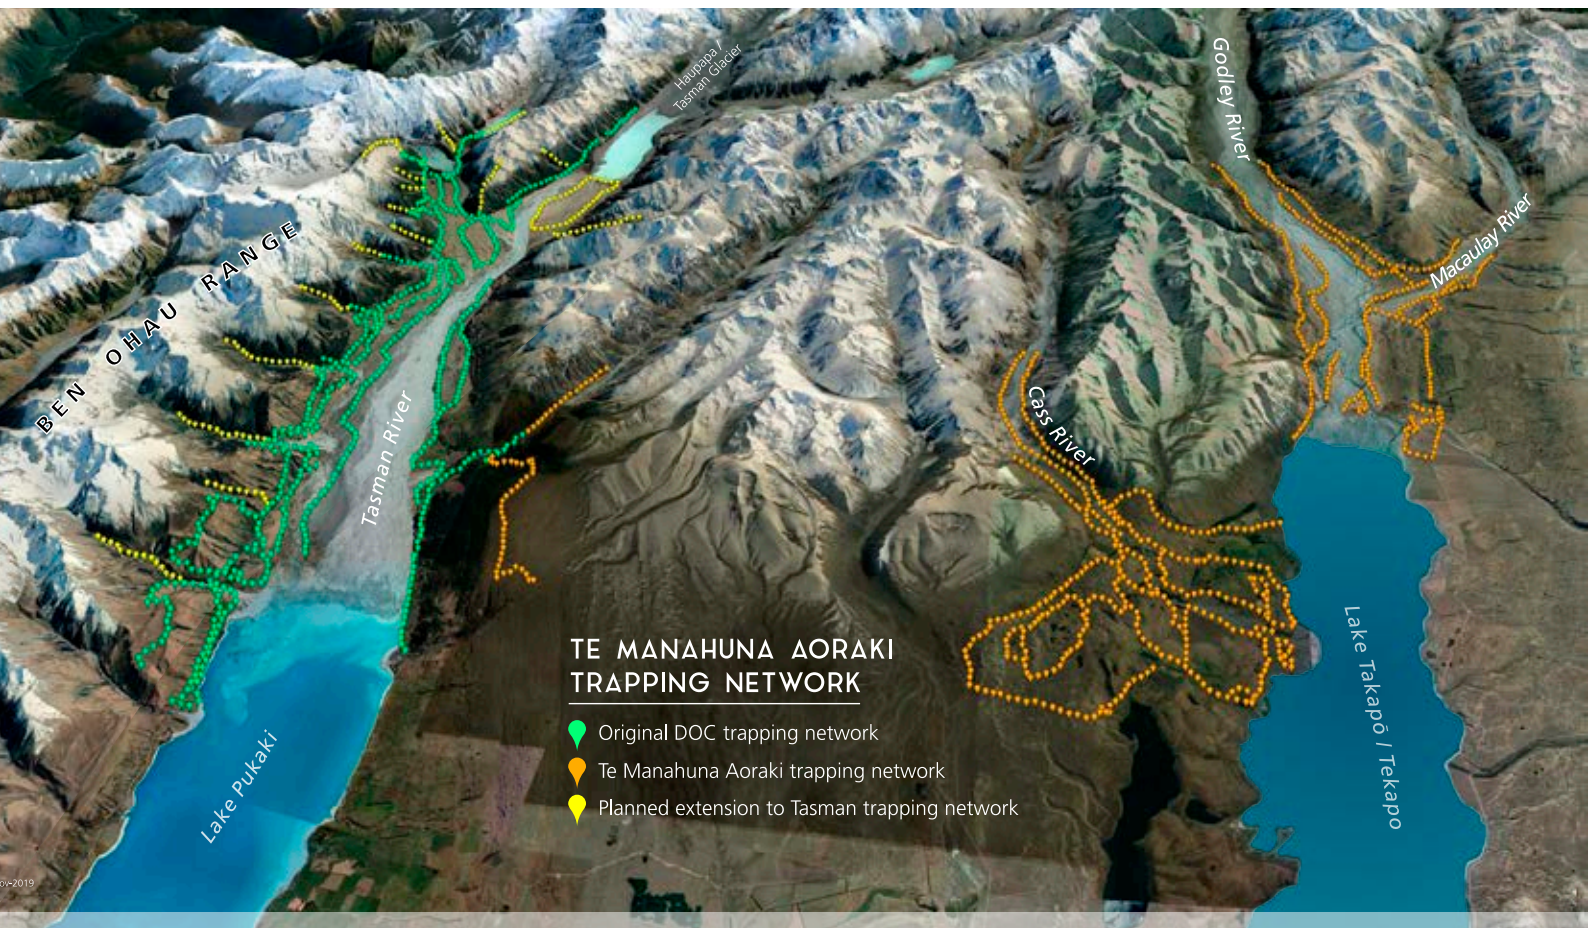 Haupapa /
Tasman Glacier
Godley River
Macaulay River
BEN OHAU RANGE
Tasman River
Cass River
TE MANAHUNA AORAKI
TRAPPING NETWORK
Original DOC trapping network
Te Manahuna Aoraki trapping network
Planned extension to Tasman trapping network
Lake Pukaki
Lake Takapō / Tekapo
ov-2019